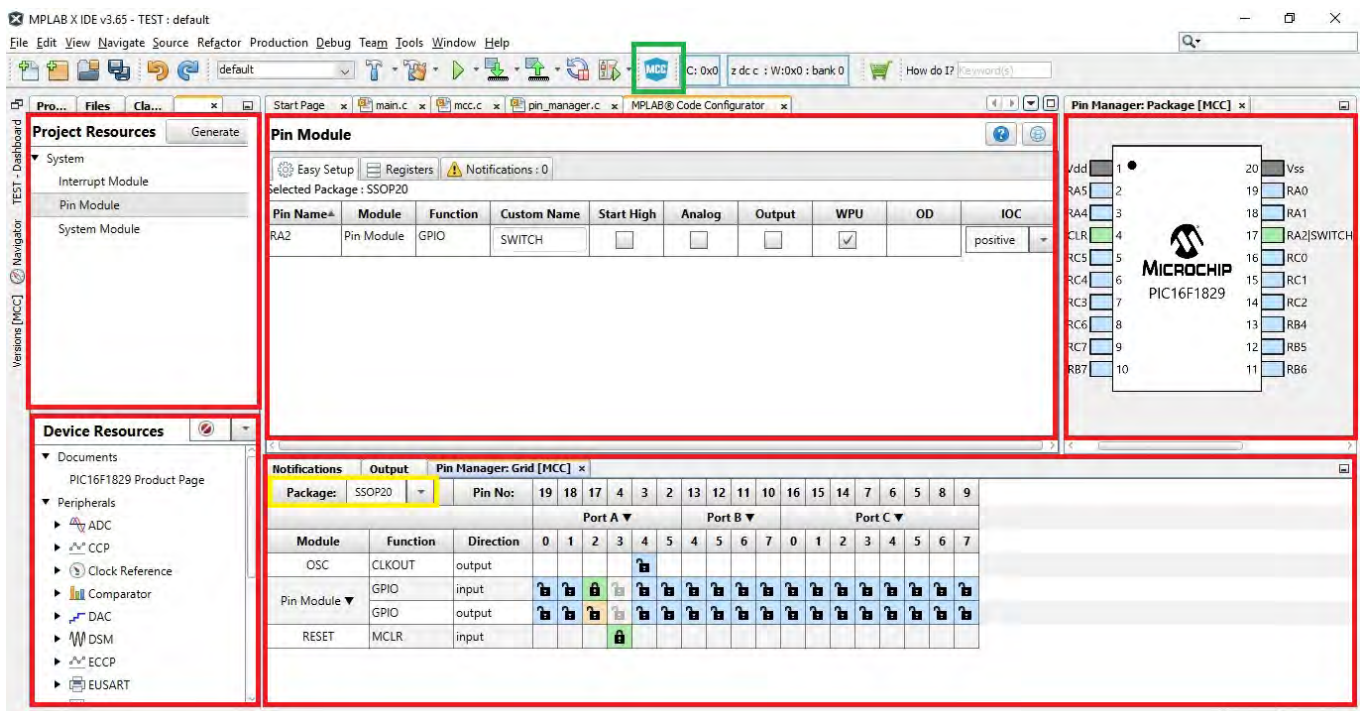 MPLAB X IDE v3.65 - TEST : default
File Edit View Navigate Source Refactor Production Debug Team Tools Window Help
default
MCC
C: 0x0
z dc c : W:0x0 : bank 0
How do I?
Keyword(s)
Pro... Files Cla...
Start Page main.c mcc.c pin_manager.c MPLAB® Code Configurator
Pin Manager: Package [MCC]
TEST - Dashboard
Navigator
Versions [MCC]
Project Resources Generate
System
Interrupt Module
Pin Module
System Module
Pin Module
Easy Setup Registers Notifications : 0
Selected Package : SSOP20
Pin Name Module Function Custom Name Start High Analog Output WPU OD IOC
RA2 Pin Module GPIO SWITCH positive
Vdd 1 20 Vss
RA5 2 19 RA0
RA4 3 18 RA1
CLR 4 17 RA2|SWITCH
RC5 5 16 RC0
RC4 6 15 RC1
RC3 7 14 RC2
RC6 8 13 RB4
RC7 9 12 RB5
RB7 10 11 RB6
MICROCHIP
PIC16F1829
Device Resources
Documents
PIC16F1829 Product Page
Peripherals
ADC
CCP
Clock Reference
Comparator
DAC
DSM
ECCP
EUSART
Notifications Output Pin Manager: Grid [MCC]
Package: SSOP20 Pin No: 19 18 17 4 3 2 13 12 11 10 16 15 14 7 6 5 8 9
Port A ▼ Port B ▼ Port C ▼
Module Function Direction 0 1 2 3 4 5 4 5 6 7 0 1 2 3 4 5 6 7
OSC CLKOUT output
Pin Module ▼ GPIO input
GPIO output
RESET MCLR input